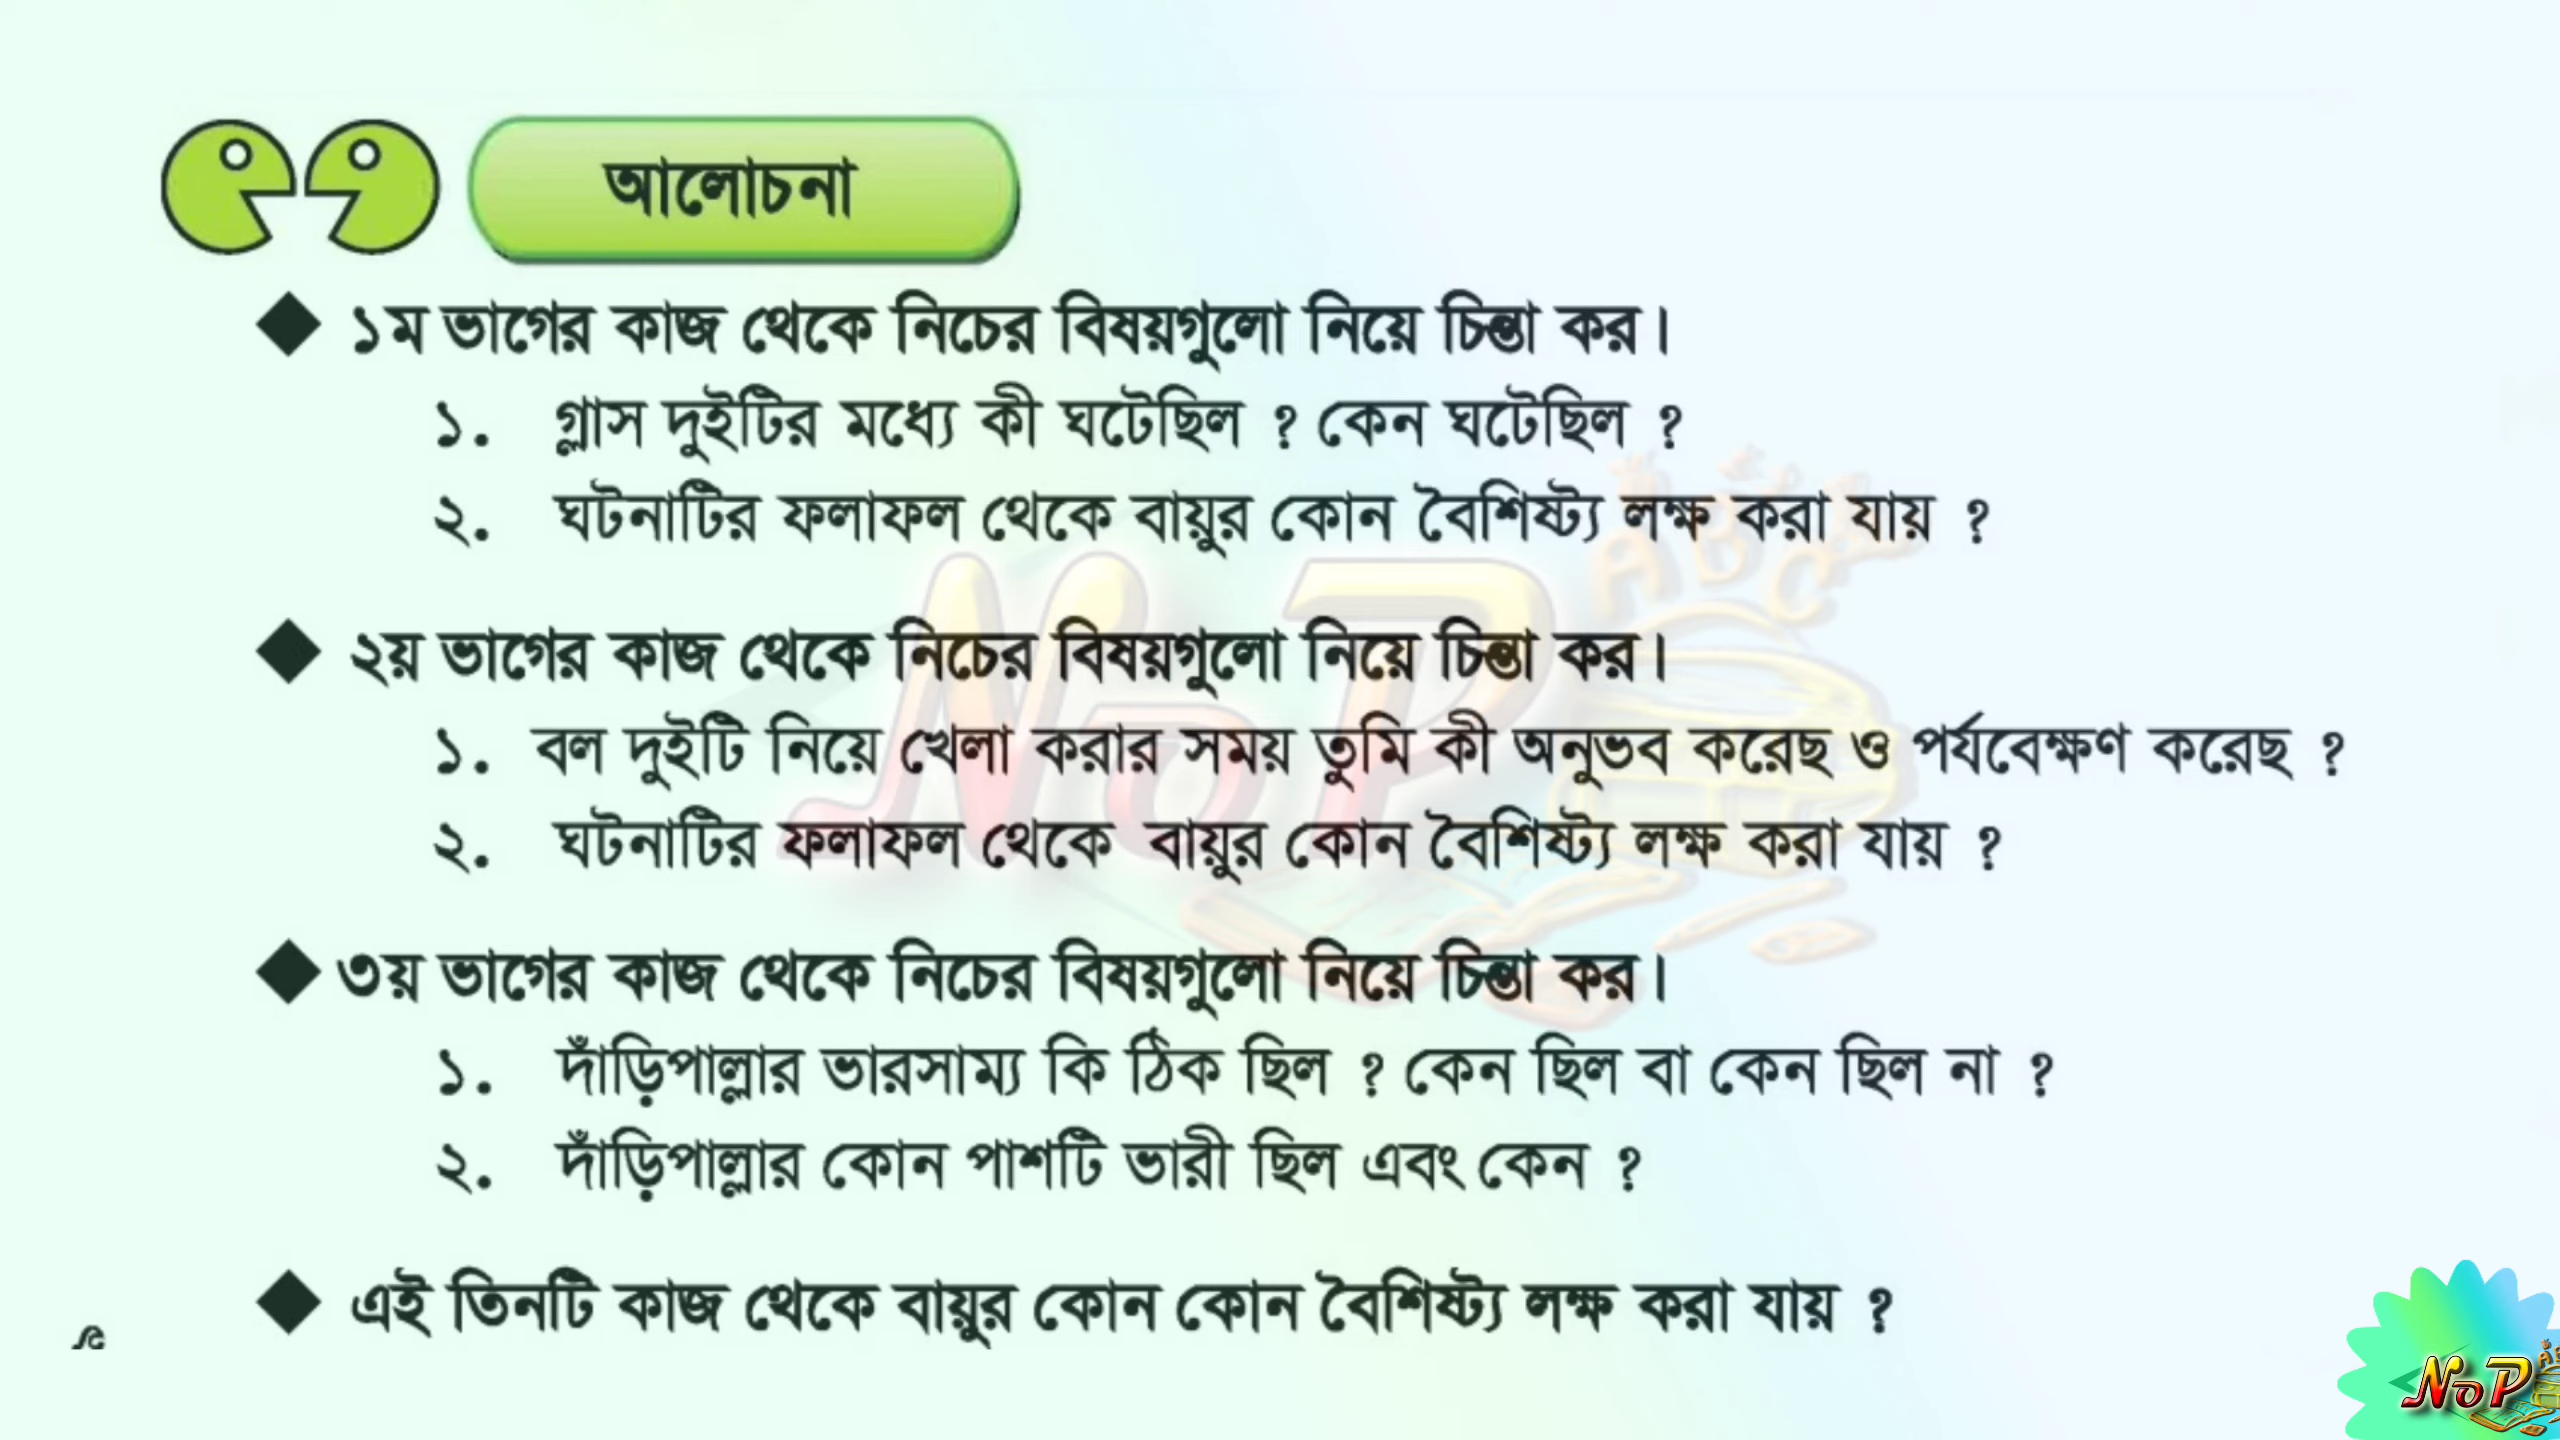 আলোচনা
◆ ১ম ভাগের কাজ থেকে নিচের বিষয়গুলো নিয়ে চিন্তা কর।
১. গ্লাস দুইটির মধ্যে কী ঘটেছিল ? কেন ঘটেছিল ?
২. ঘটনাটির ফলাফল থেকে বায়ুর কোন বৈশিষ্ট্য লক্ষ করা যায় ?
◆ ২য় ভাগের কাজ থেকে নিচের বিষয়গুলো নিয়ে চিন্তা কর।
১. বল দুইটি নিয়ে খেলা করার সময় তুমি কী অনুভব করেছ ও পর্যবেক্ষণ করেছ ?
২. ঘটনাটির ফলাফল থেকে বায়ুর কোন বৈশিষ্ট্য লক্ষ করা যায় ?
◆ ৩য় ভাগের কাজ থেকে নিচের বিষয়গুলো নিয়ে চিন্তা কর।
১. দাঁড়িপাল্লার ভারসাম্য কি ঠিক ছিল ? কেন ছিল বা কেন ছিল না ?
২. দাঁড়িপাল্লার কোন পাশটি ভারী ছিল এবং কেন ?
◆ এই তিনটি কাজ থেকে বায়ুর কোন কোন বৈশিষ্ট্য লক্ষ করা যায় ?
NoP
ABC
NoP